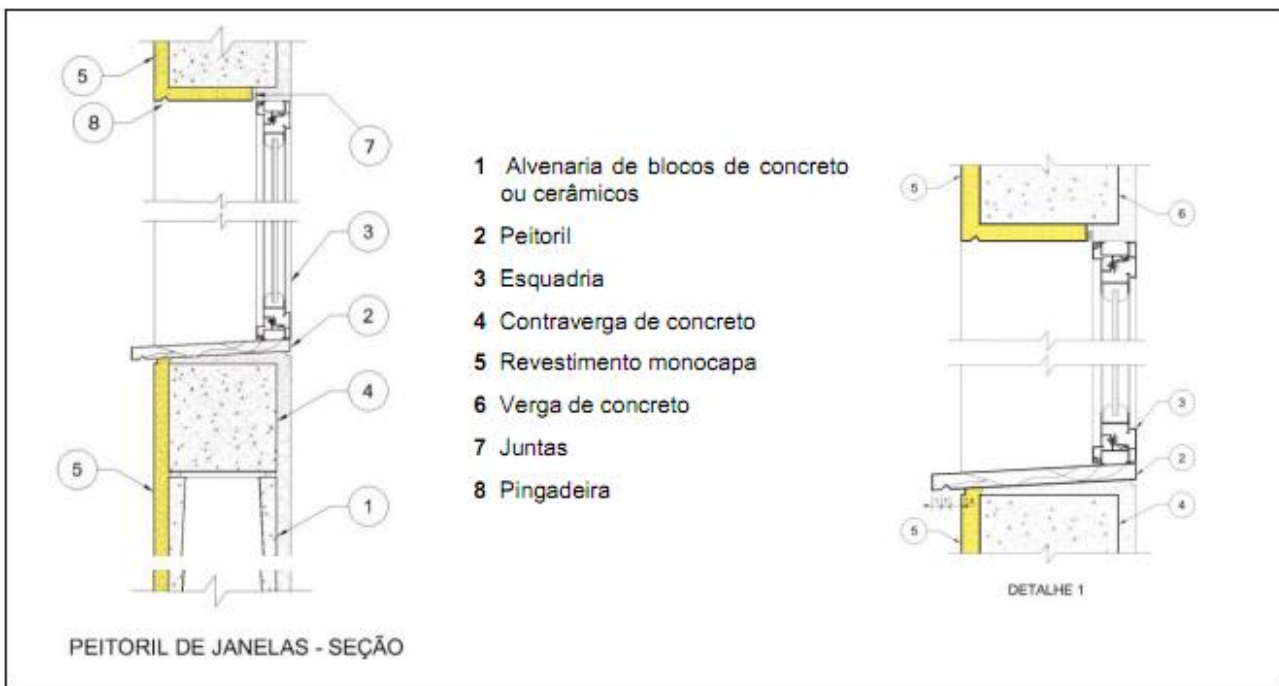 5
8
7
3
2
4
5
1
PEITORIL DE JANELAS - SEÇÃO
1 Alvenaria de blocos de concreto
ou cerâmicos
2 Peitoril
3 Esquadria
4 Contraverga de concreto
5 Revestimento monocapa
6 Verga de concreto
7 Juntas
8 Pingadeira
5
6
3
2
4
5
DETALHE 1